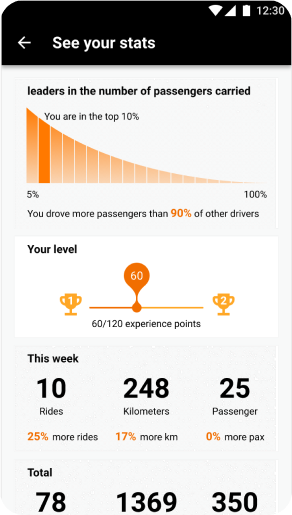 12:30
See your stats
leaders in the number of passengers carried
You are in the top 10%
5% 100%
You drove more passengers than 90% of other drivers
Your level
60
1 2
60/120 experience points
This week
10 248 25
Rides Kilometers Passenger
25% more rides 17% more km 0% more pax
Total
78 1369 350